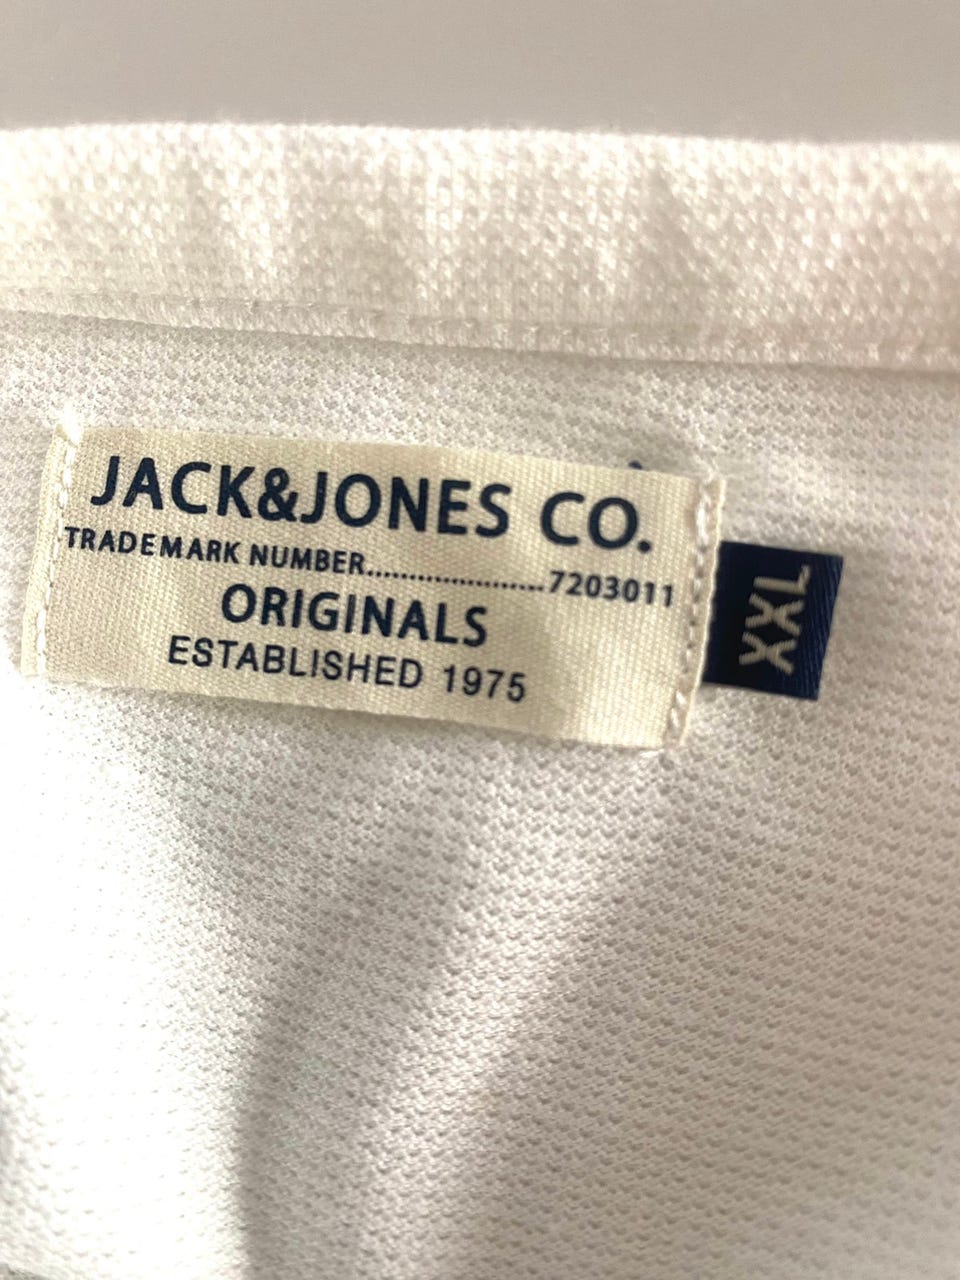 JACK&JONES CO.
TRADEMARK NUMBER......................7203011
ORIGINALS
ESTABLISHED 1975
XXL